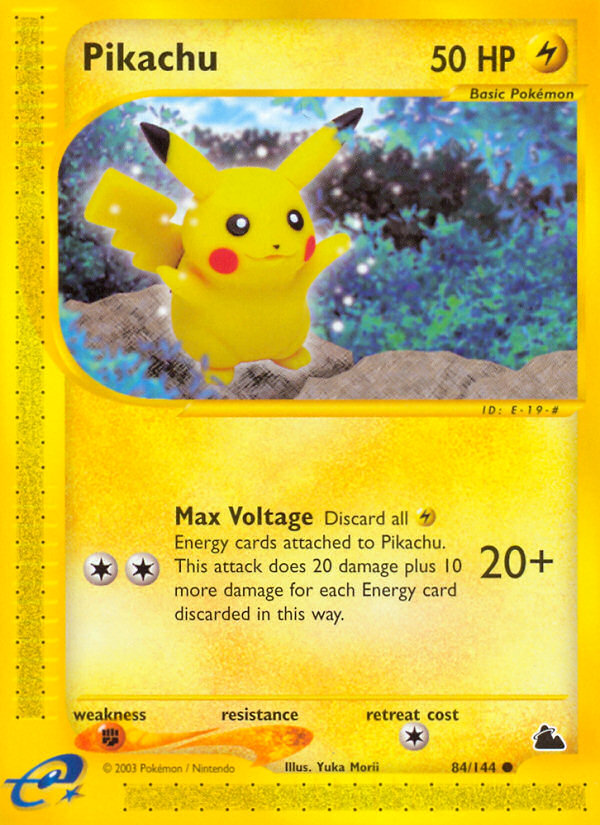 Pikachu 50 HP
Basic Pokémon
ID: E-19-#
Max Voltage Discard all
Energy cards attached to Pikachu.
This attack does 20 damage plus 10
more damage for each Energy card
discarded in this way.
20+
weakness resistance retreat cost
© 2003 Pokémon / Nintendo Illus. Yuka Morii 84/144
e